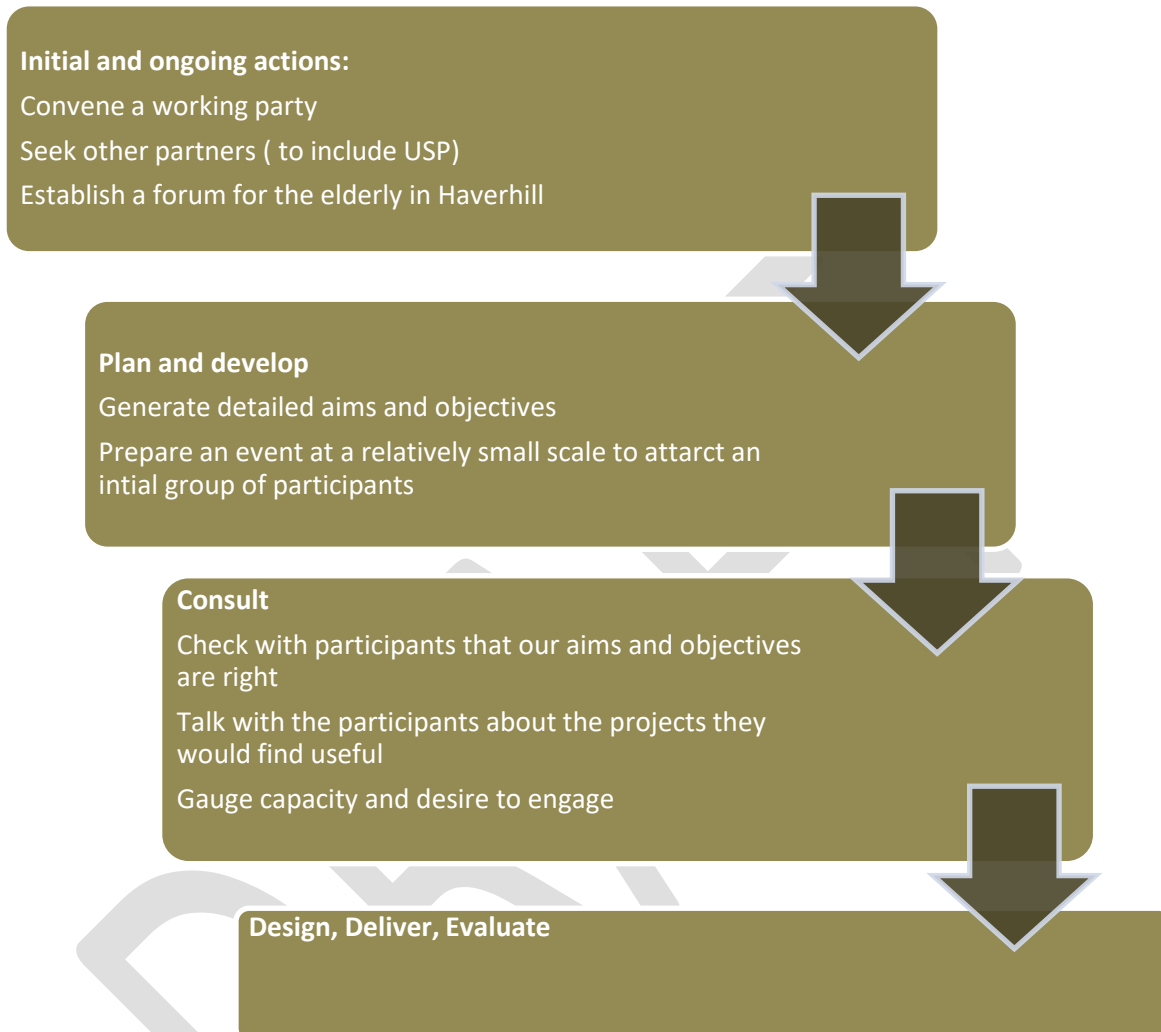 Initial and ongoing actions:
Convene a working party
Seek other partners ( to include USP)
Establish a forum for the elderly in Haverhill
Plan and develop
Generate detailed aims and objectives
Prepare an event at a relatively small scale to attarct an
intial group of participants
Consult
Check with participants that our aims and objectives
are right
Talk with the participants about the projects they
would find useful
Gauge capacity and desire to engage
Design, Deliver, Evaluate